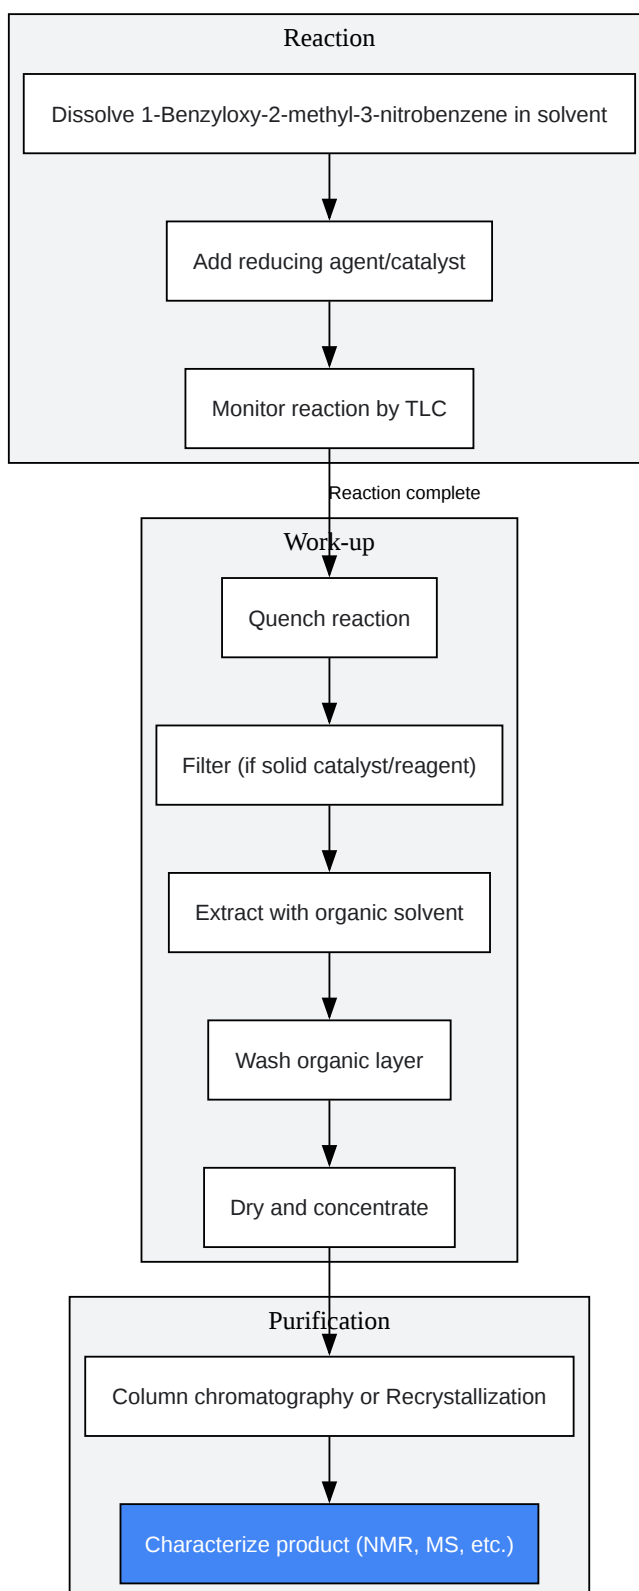 Reaction
Dissolve 1-Benzyloxy-2-methyl-3-nitrobenzene in solvent
Add reducing agent/catalyst
Monitor reaction by TLC
Reaction complete
Work-up
Quench reaction
Filter (if solid catalyst/reagent)
Extract with organic solvent
Wash organic layer
Dry and concentrate
Purification
Column chromatography or Recrystallization
Characterize product (NMR, MS, etc.)